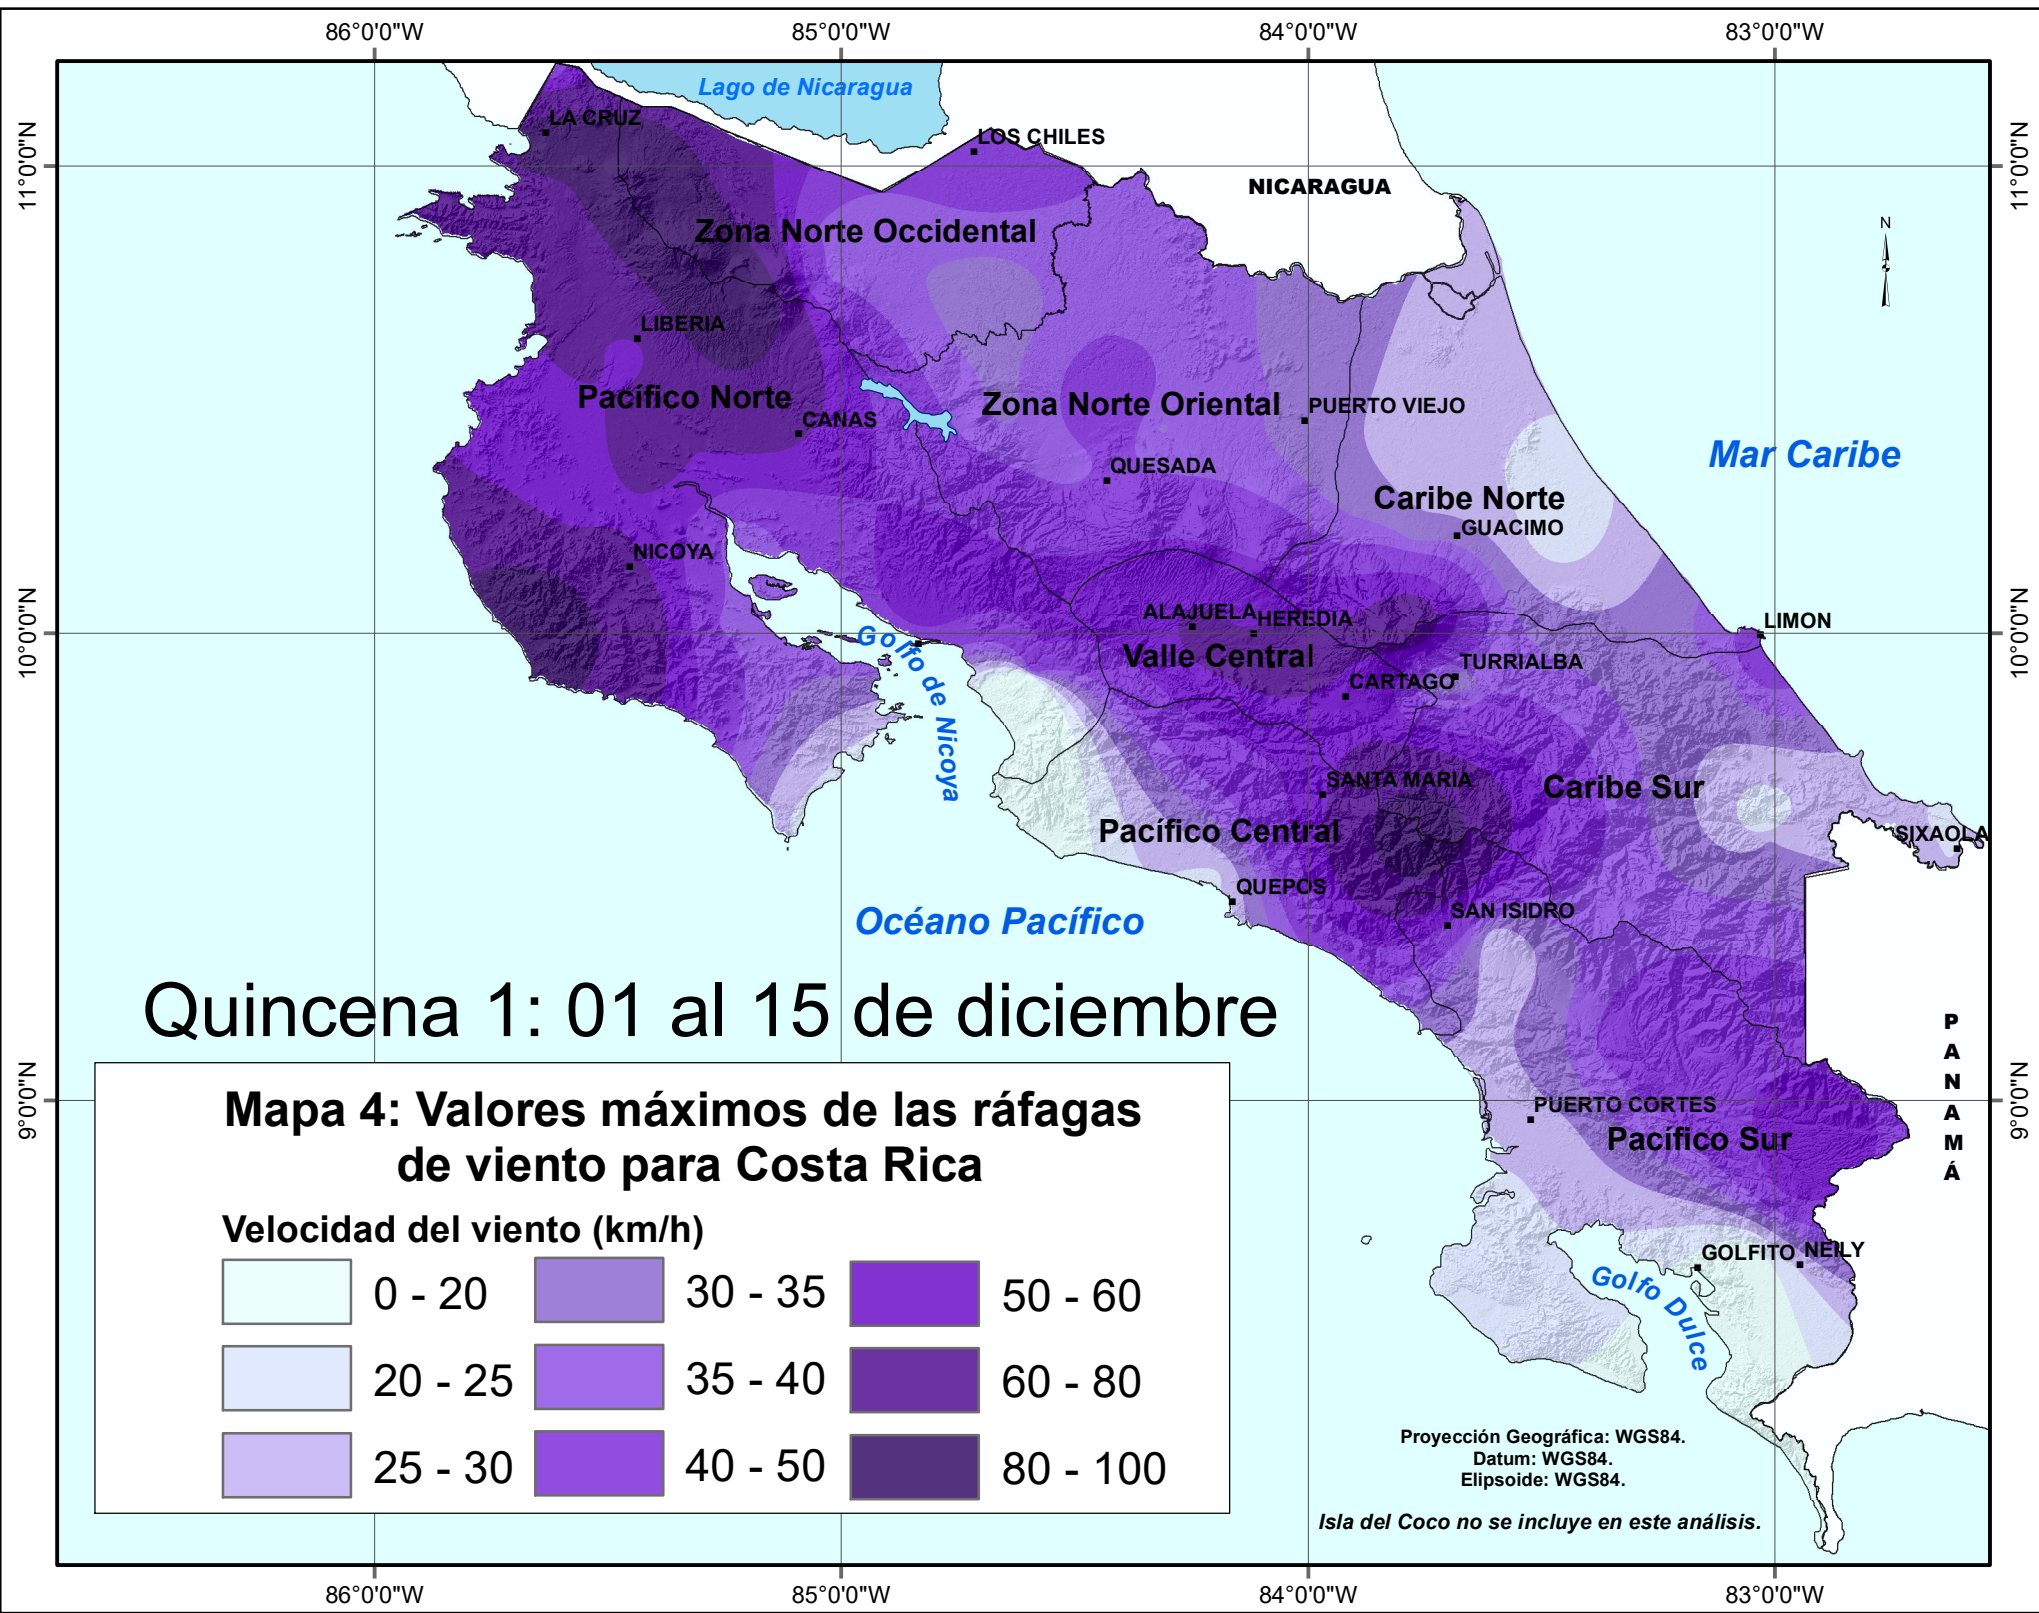 86°0'0"W
85°0'0"W
84°0'0"W
83°0'0"W
Lago de Nicaragua
LA CRUZ
LOS CHILES
11°0'0"N
11°0'0"N
NICARAGUA
N
Zona Norte Occidental
LIBERIA
Pacífico Norte
CANAS
Zona Norte Oriental
PUERTO VIEJO
Mar Caribe
QUESADA
Caribe Norte
GUACIMO
NICOYA
10°0'0"N
10°0'0"N
ALAJUELA
HEREDIA
LIMON
Golfo de Nicoya
Valle Central
TURRIALBA
CARTAGO
SANTA MARIA
Caribe Sur
Pacífico Central
SIXAOLA
QUEPOS
SAN ISIDRO
Océano Pacífico
Quincena 1: 01 al 15 de diciembre
PANAMÁ
9°0'0"N
9°0'0"N
PUERTO CORTES
Pacífico Sur
GOLFITO
NEILY
Golfo Dulce
Mapa 4: Valores máximos de las ráfagas
de viento para Costa Rica
Velocidad del viento (km/h)
0 - 20
30 - 35
50 - 60
20 - 25
35 - 40
60 - 80
25 - 30
40 - 50
80 - 100
Proyección Geográfica: WGS84.
Datum: WGS84.
Elipsoide: WGS84.
Isla del Coco no se incluye en este análisis.
86°0'0"W
85°0'0"W
84°0'0"W
83°0'0"W